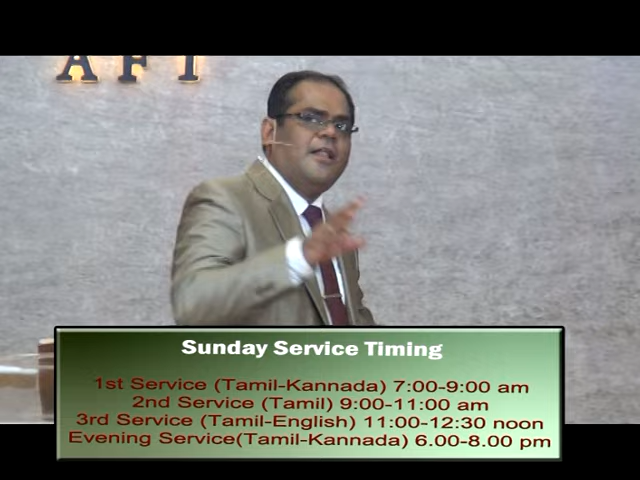 AFT
Sunday Service Timing
1st Service (Tamil-Kannada) 7:00-9:00 am
2nd Service (Tamil) 9:00-11:00 am
3rd Service (Tamil-English) 11:00-12:30 noon
Evening Service(Tamil-Kannada) 6.00-8.00 pm